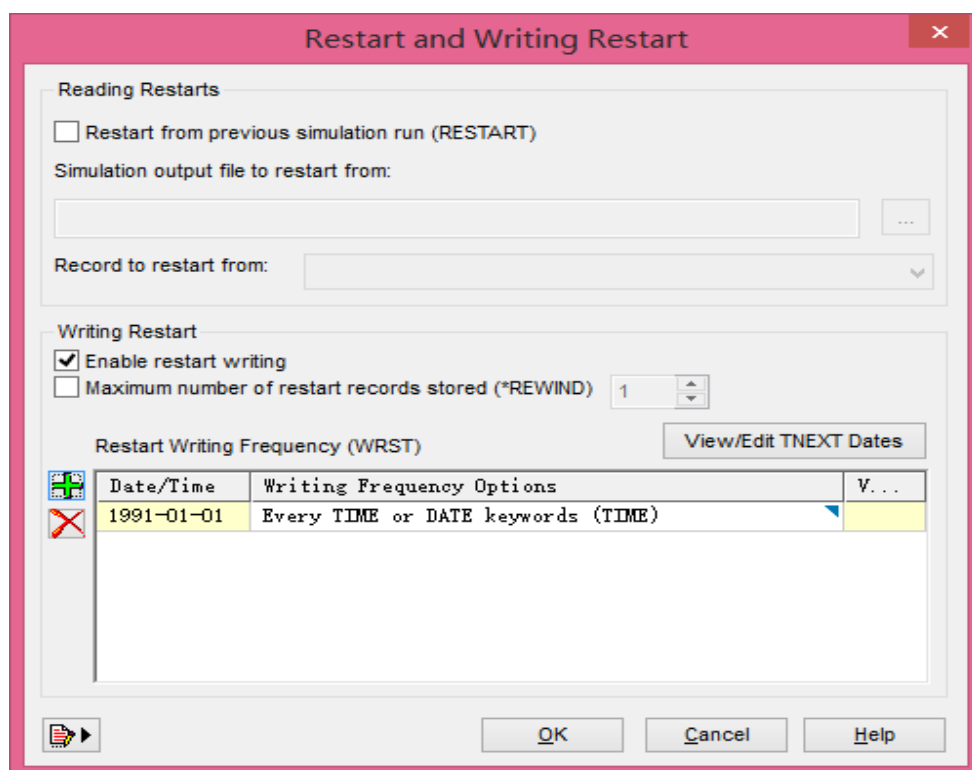 Restart and Writing Restart
Reading Restarts
Restart from previous simulation run (RESTART)
Simulation output file to restart from:
...
Record to restart from:
Writing Restart
Enable restart writing
Maximum number of restart records stored (*REWIND) 1
Restart Writing Frequency (WRST) View/Edit TNEXT Dates
Date/Time Writing Frequency Options V...
1991-01-01 Every TIME or DATE keywords (TIME)
OK Cancel Help